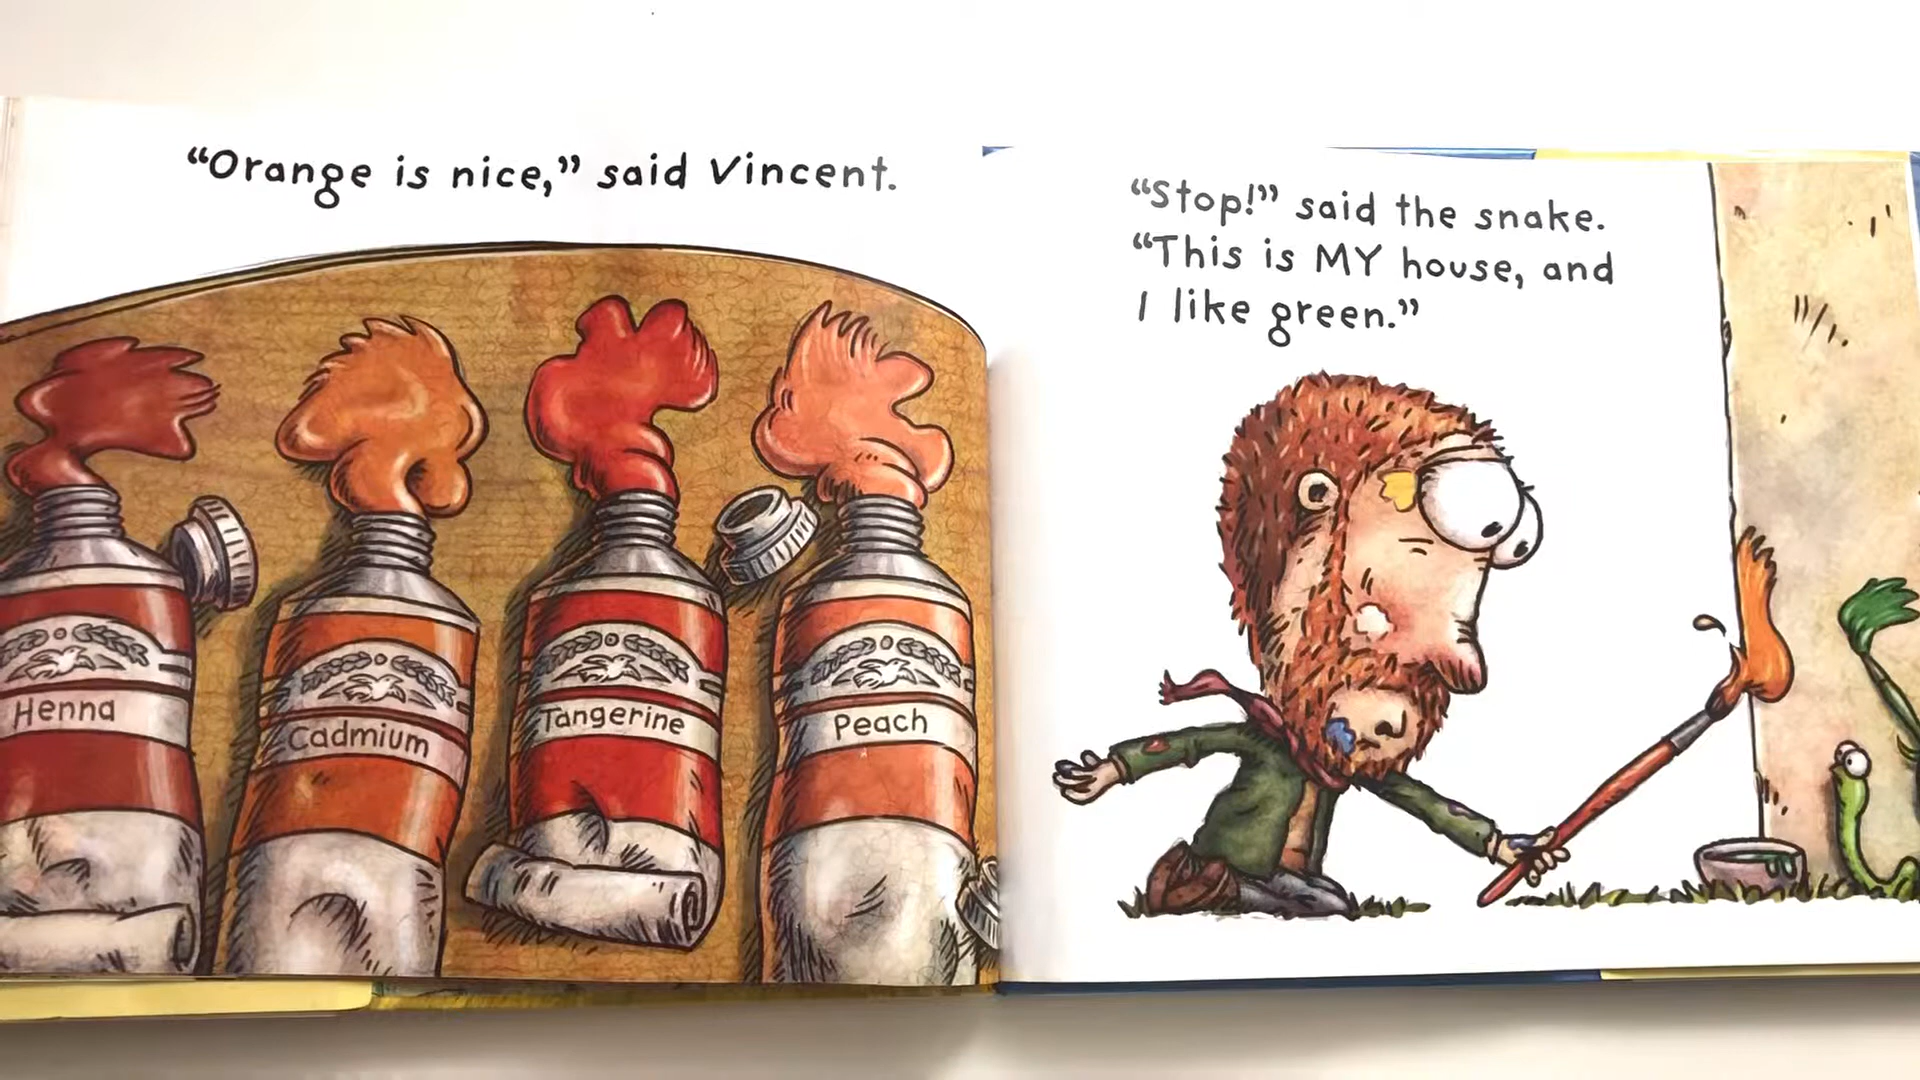 “Orange is nice,” said Vincent.
Henna
Cadmium
Tangerine
Peach
“Stop!” said the snake.
“This is MY house, and
I like green.”